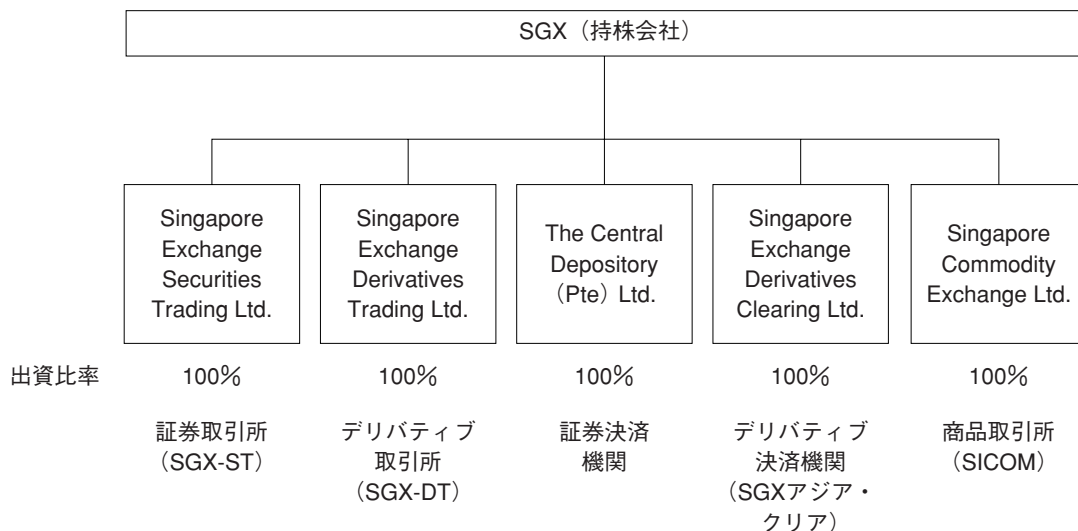 SGX（持株会社）
Singapore
Exchange
Securities
Trading Ltd.
Singapore
Exchange
Derivatives
Trading Ltd.
The Central
Depository
（Pte）Ltd.
Singapore
Exchange
Derivatives
Clearing Ltd.
Singapore
Commodity
Exchange Ltd.
出資比率
100％
100％
100％
100％
100％
証券取引所
（SGX-ST）
デリバティブ
取引所
（SGX-DT）
証券決済
機関
デリバティブ
決済機関
（SGXアジア・
クリア）
商品取引所
（SICOM）